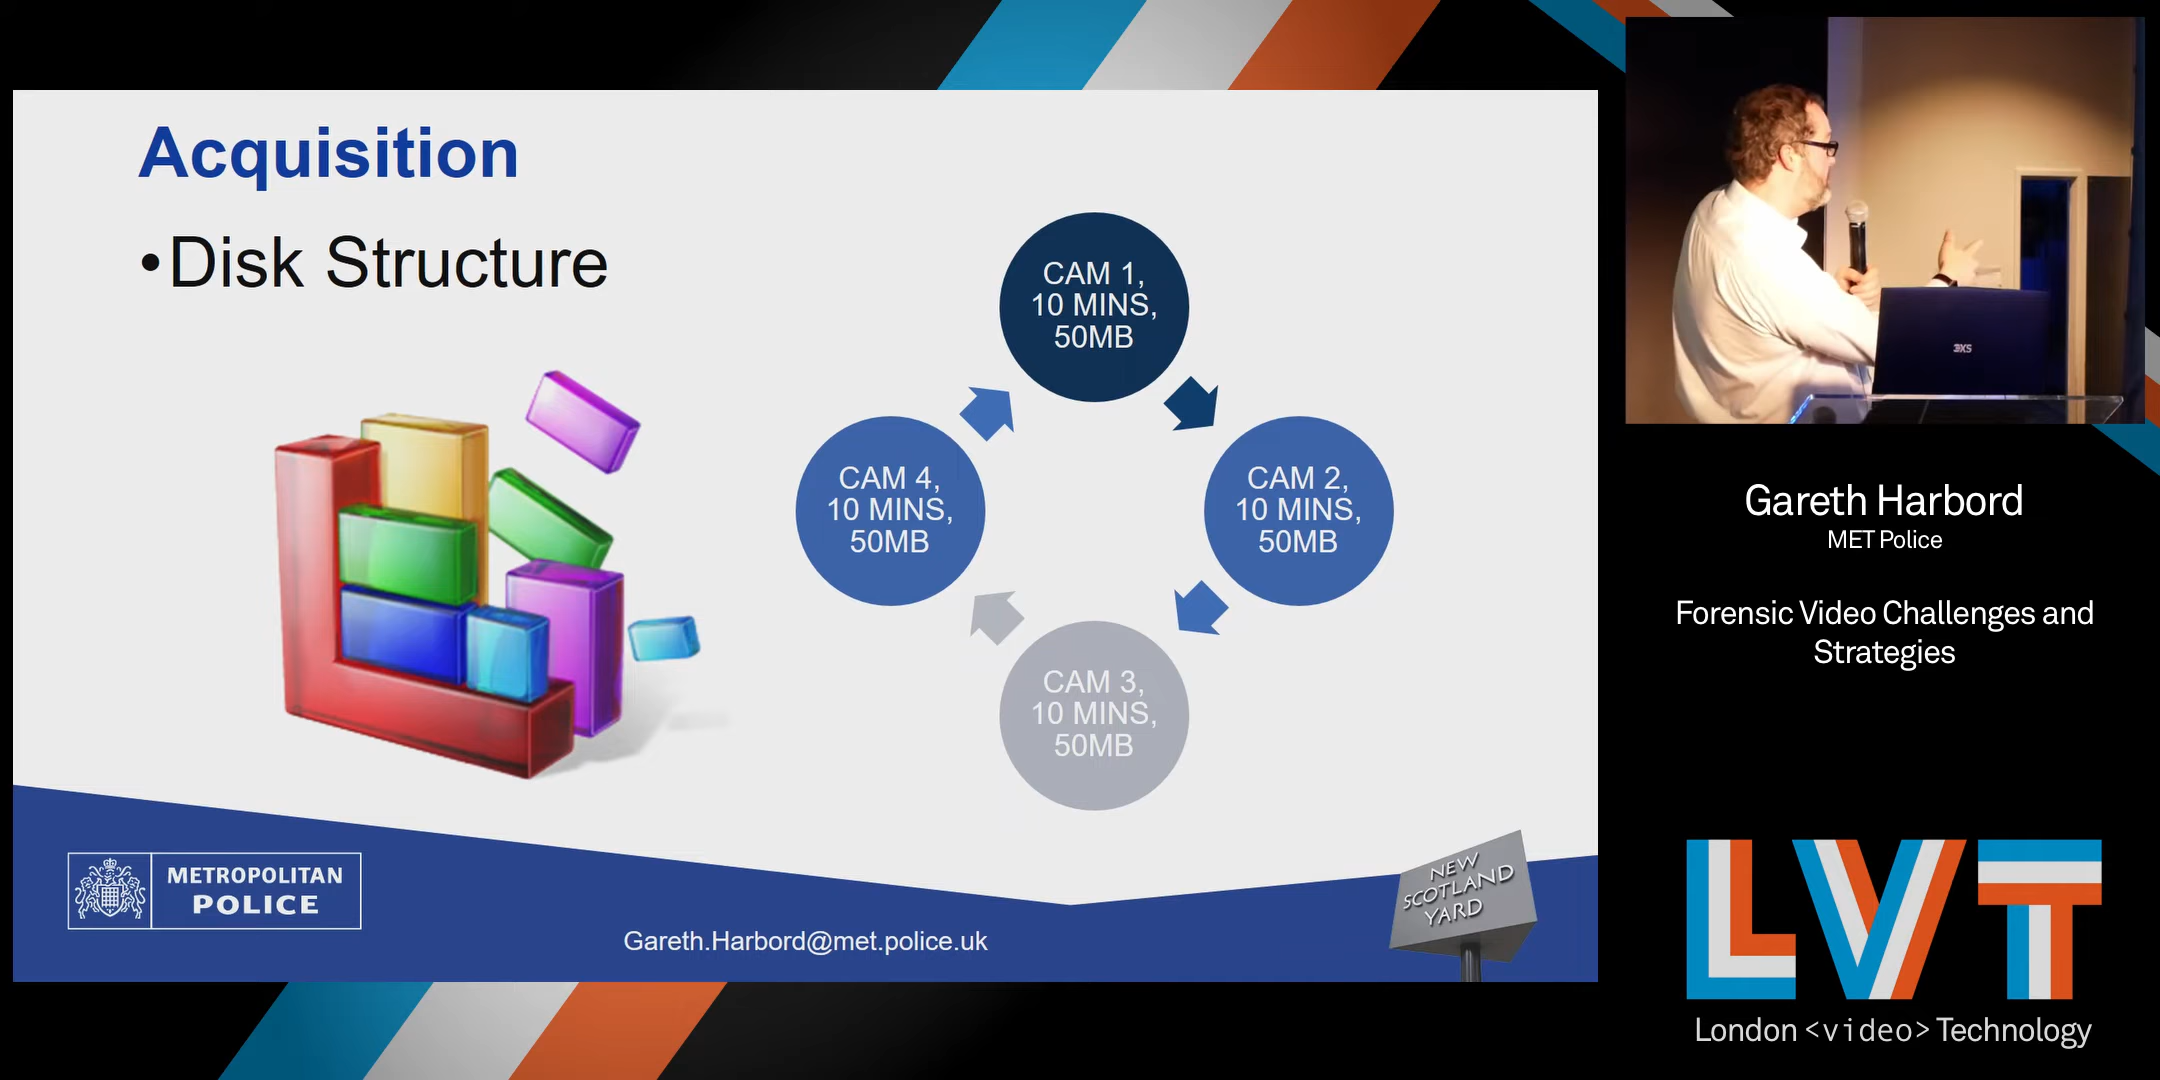 Acquisition
•Disk Structure
CAM 1,
10 MINS,
50MB
CAM 2,
10 MINS,
50MB
CAM 3,
10 MINS,
50MB
CAM 4,
10 MINS,
50MB
METROPOLITAN
POLICE
Gareth.Harbord@met.police.uk
NEW
SCOTLAND
YARD
3XS
Gareth Harbord
MET Police
Forensic Video Challenges and
Strategies
LVT
London <video> Technology